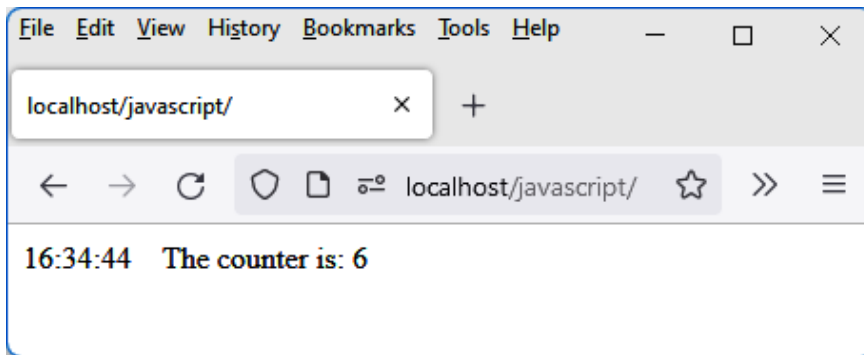 File Edit View History Bookmarks Tools Help
localhost/javascript/
localhost/javascript/
16:34:44 The counter is: 6